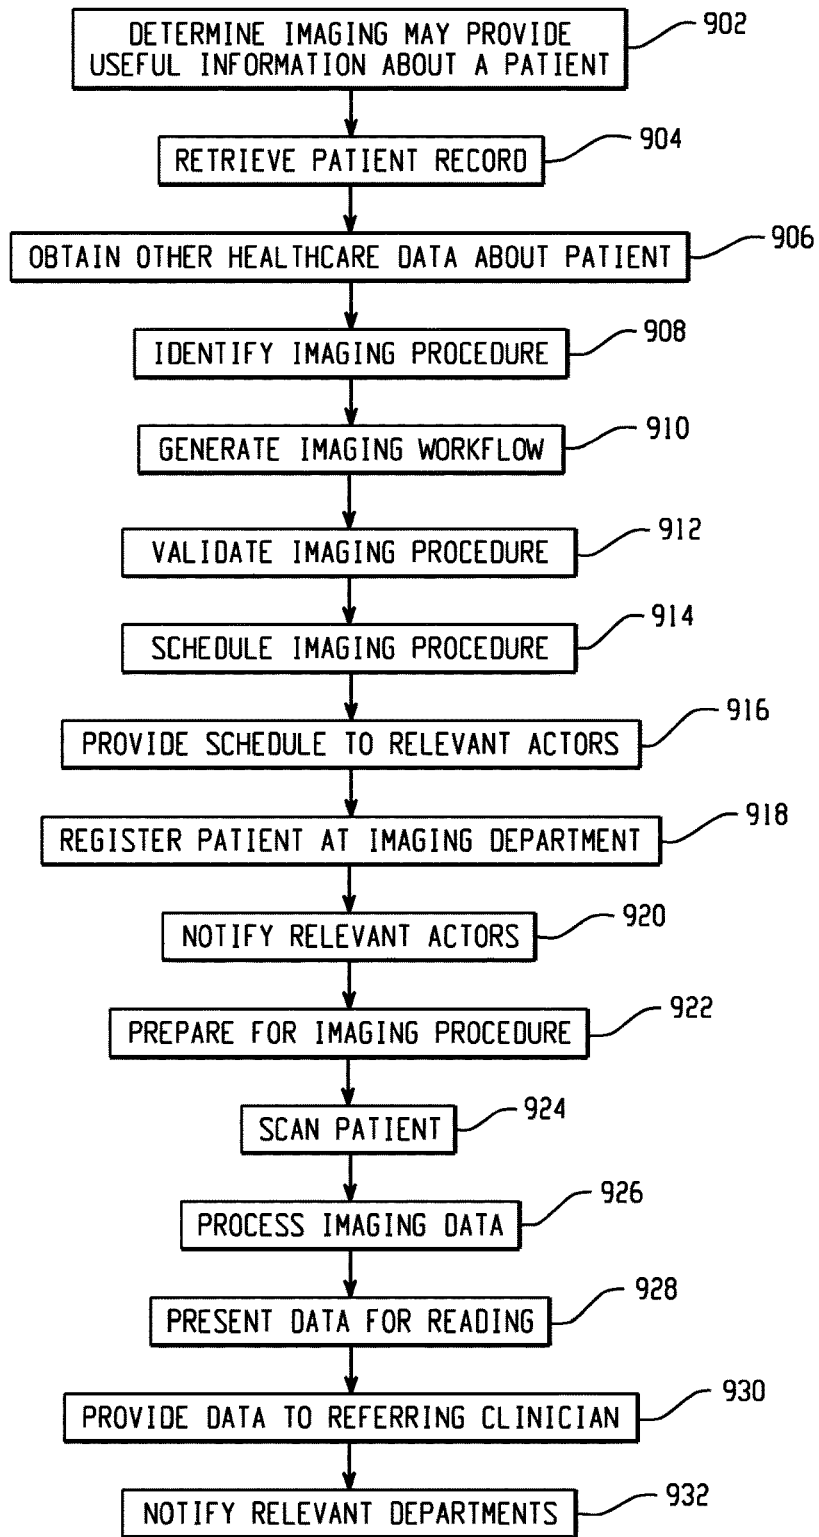 DETERMINE IMAGING MAY PROVIDE
USEFUL INFORMATION ABOUT A PATIENT
902
RETRIEVE PATIENT RECORD
904
OBTAIN OTHER HEALTHCARE DATA ABOUT PATIENT
906
IDENTIFY IMAGING PROCEDURE
908
GENERATE IMAGING WORKFLOW
910
VALIDATE IMAGING PROCEDURE
912
SCHEDULE IMAGING PROCEDURE
914
PROVIDE SCHEDULE TO RELEVANT ACTORS
916
REGISTER PATIENT AT IMAGING DEPARTMENT
918
NOTIFY RELEVANT ACTORS
920
PREPARE FOR IMAGING PROCEDURE
922
SCAN PATIENT
924
PROCESS IMAGING DATA
926
PRESENT DATA FOR READING
928
PROVIDE DATA TO REFERRING CLINICIAN
930
NOTIFY RELEVANT DEPARTMENTS
932